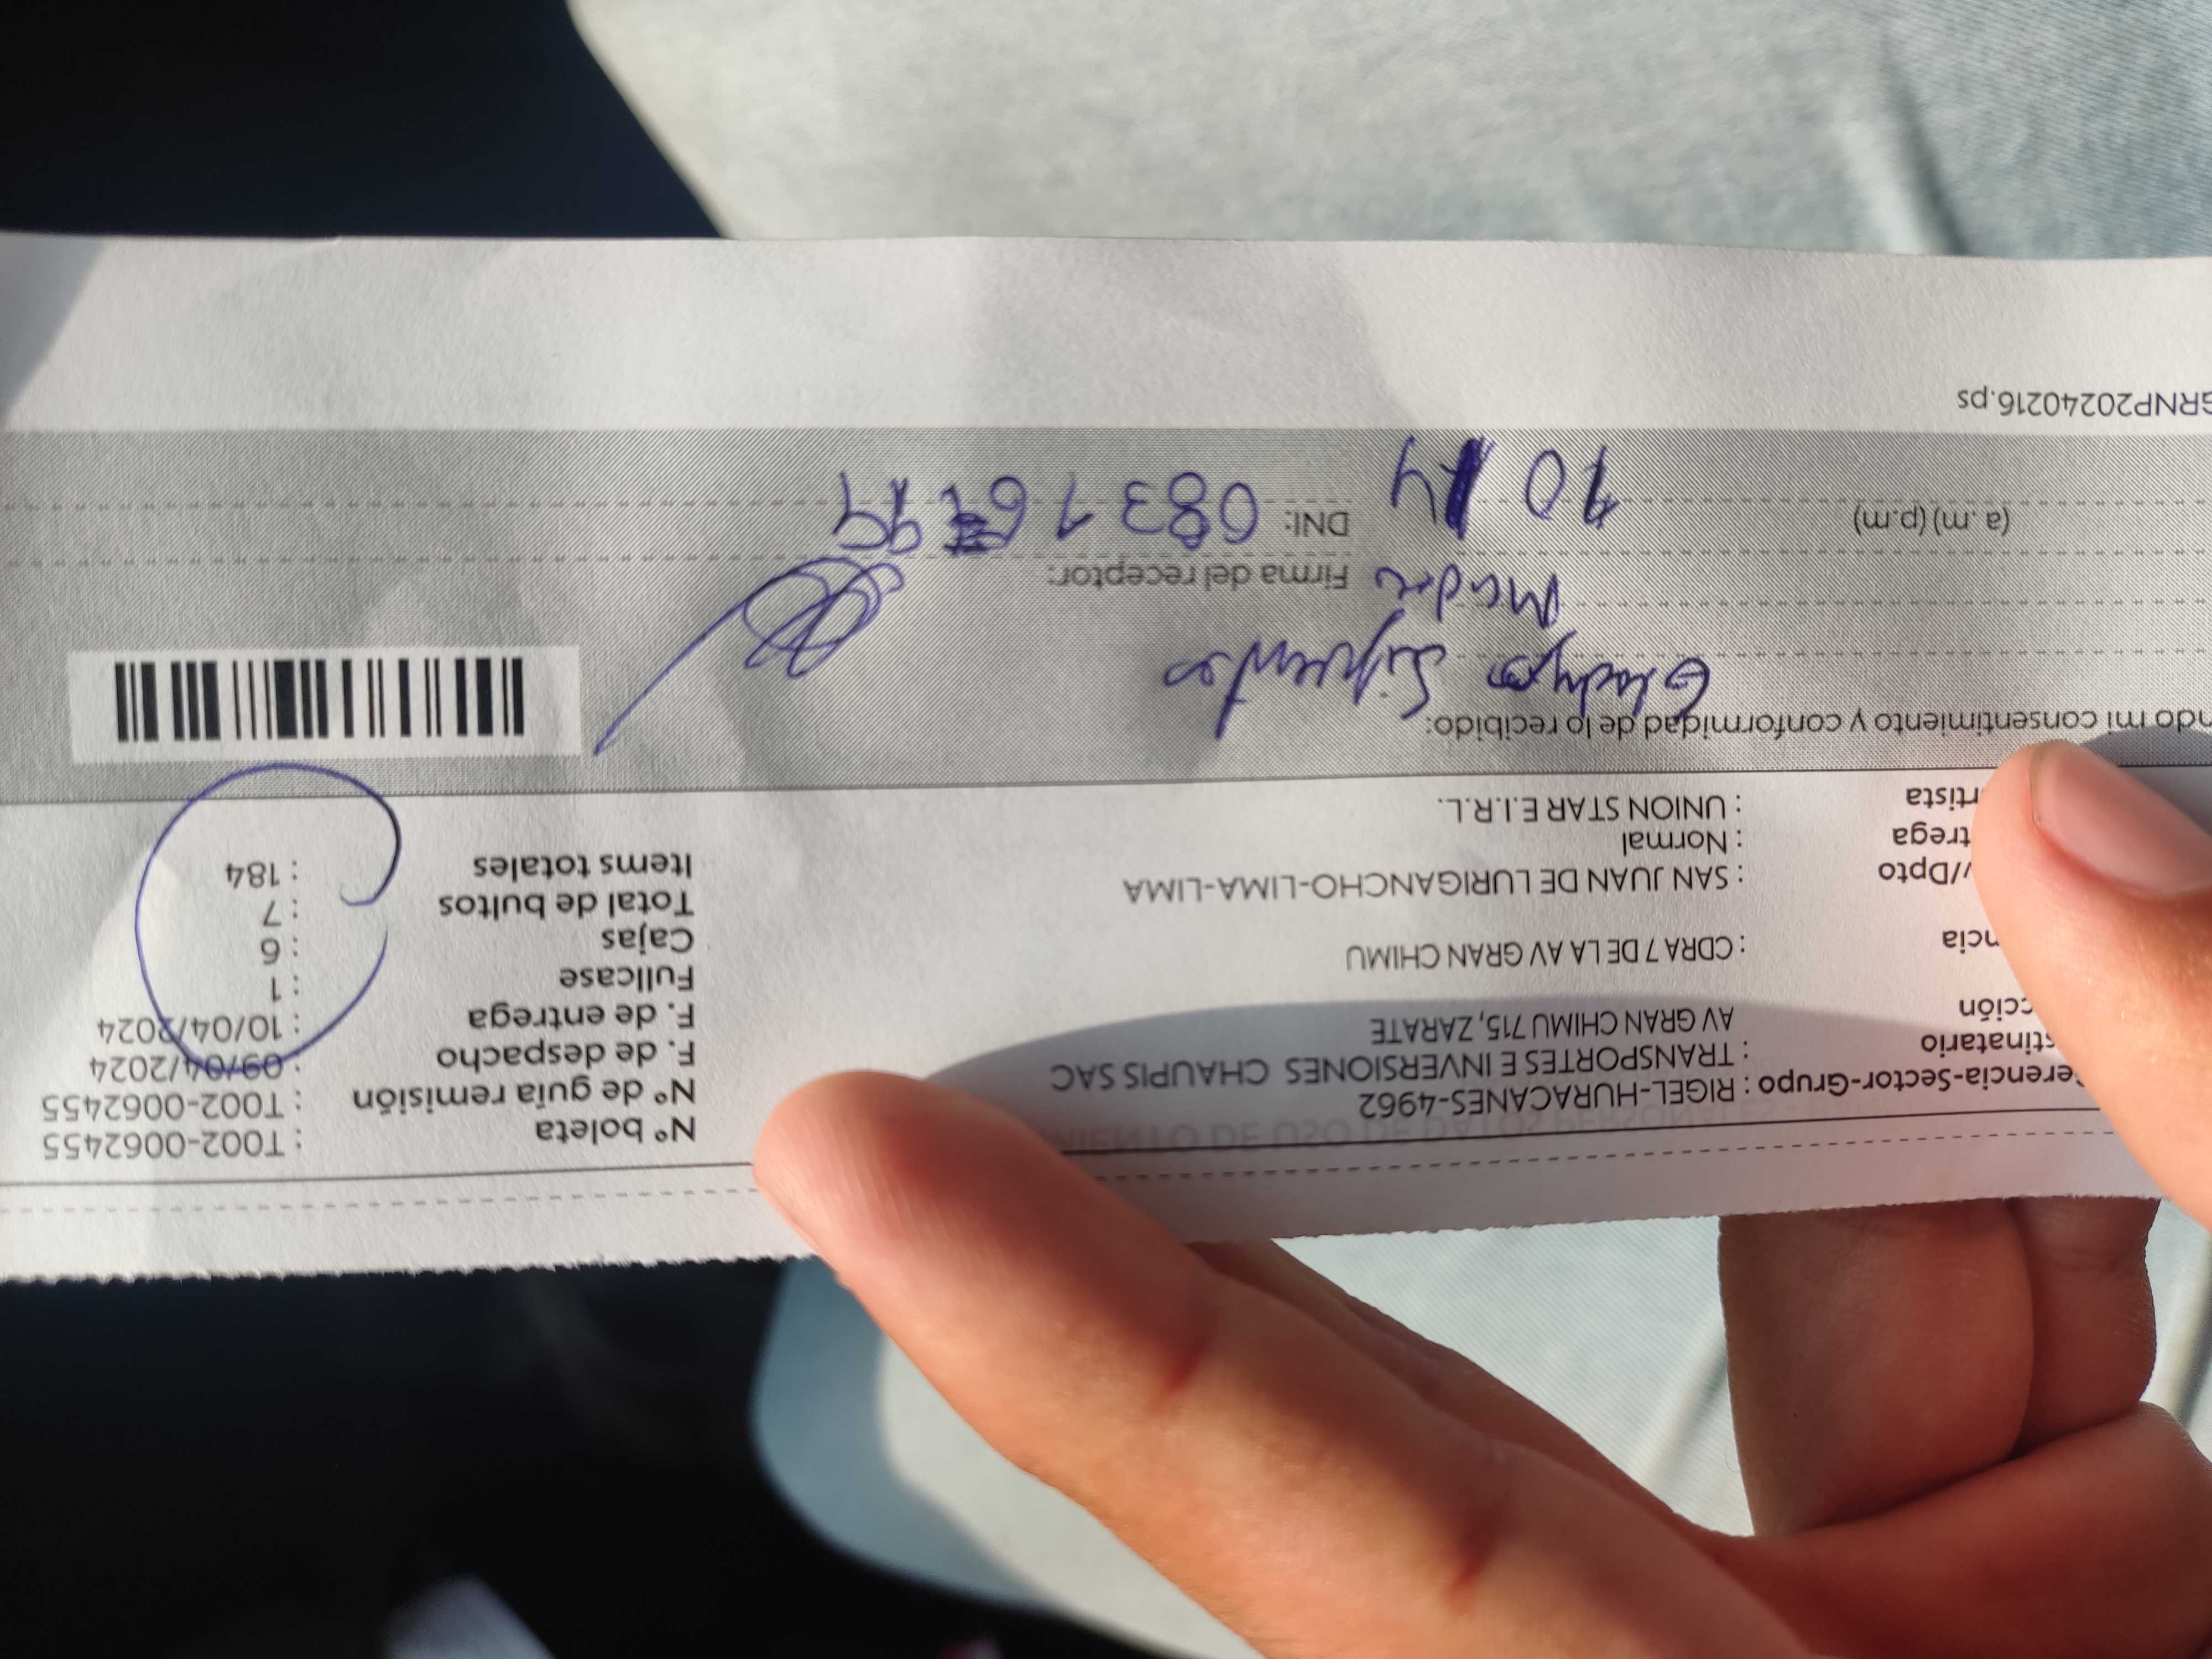 Nº boleta : T002-0062455
Nº de guía remisión : T002-0062455
F. de despacho : 09/04/2024
F. de entrega : 10/04/2024
Fullcase : 1
Cajas : 6
Total de bultos : 7
Items totales : 184
erencia-Sector-Grupo : RIGEL-HURACANES-4962
stinatario : TRANSPORTES E INVERSIONES CHAUPIS SAC
cción AV GRAN CHIMU 715, ZARATE
ncia : CDRA 7 DE LA AV GRAN CHIMU
/Dpto : SAN JUAN DE LURIGANCHO-LIMA-LIMA
trega : Normal
rtista : UNION STAR E.I.R.L.
ndo mi consentimiento y conformidad de lo recibido:
Gladys Sifuentes
Madre
Firma del receptor:
(a.m) (p.m) 10
DNI:
GRNP20240216.ps